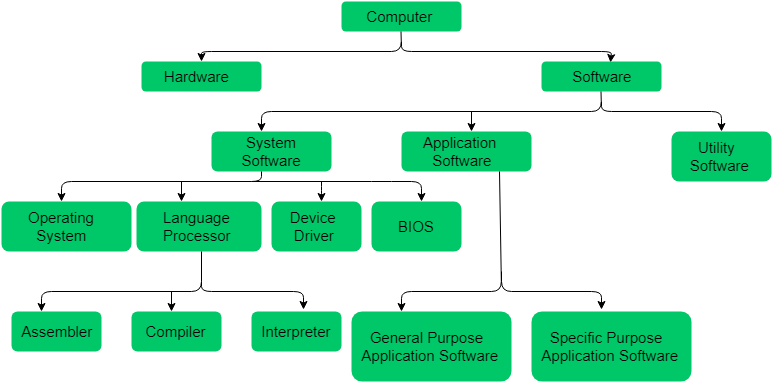 Computer
Hardware
Software
System
Software
Application
Software
Utility
Software
Operating
System
Language
Processor
Device
Driver
BIOS
Assembler
Compiler
Interpreter
General Purpose
Application Software
Specific Purpose
Application Software